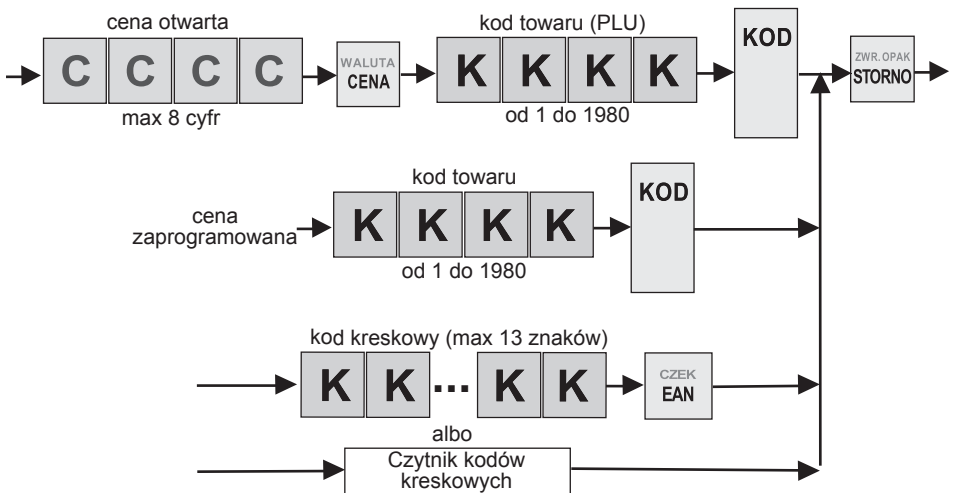 cena otwarta
C C C C
max 8 cyfr
WALUTA
CENA
kod towaru (PLU)
K K K K
od 1 do 1980
KOD
ZWR. OPAK
STORNO
cena
zaprogramowana
kod towaru
K K K K
od 1 do 1980
KOD
kod kreskowy (max 13 znaków)
K K ... K K
CZEK
EAN
albo
Czytnik kodów
kreskowych